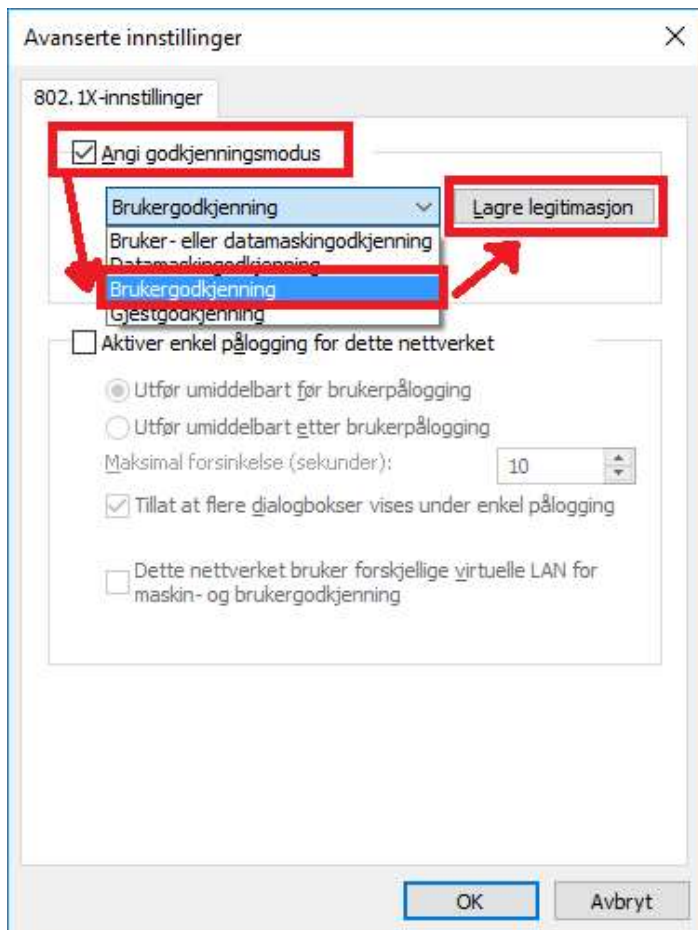 Avanserte innstillinger
802.1X-innstillinger
Angi godkjenningsmodus
Brukergodkjenning
Lagre legitimasjon
Bruker- eller datamaskingodkjenning
Datamaskingodkjenning
Brukergodkjenning
Gjestgodkjenning
Aktiver enkel pålogging for dette nettverket
Utfør umiddelbart før brukerpålogging
Utfør umiddelbart etter brukerpålogging
Maksimal forsinkelse (sekunder):
10
Tillat at flere dialogbokser vises under enkel pålogging
Dette nettverket bruker forskjellige virtuelle LAN for
maskin- og brukergodkjenning
OK
Avbryt